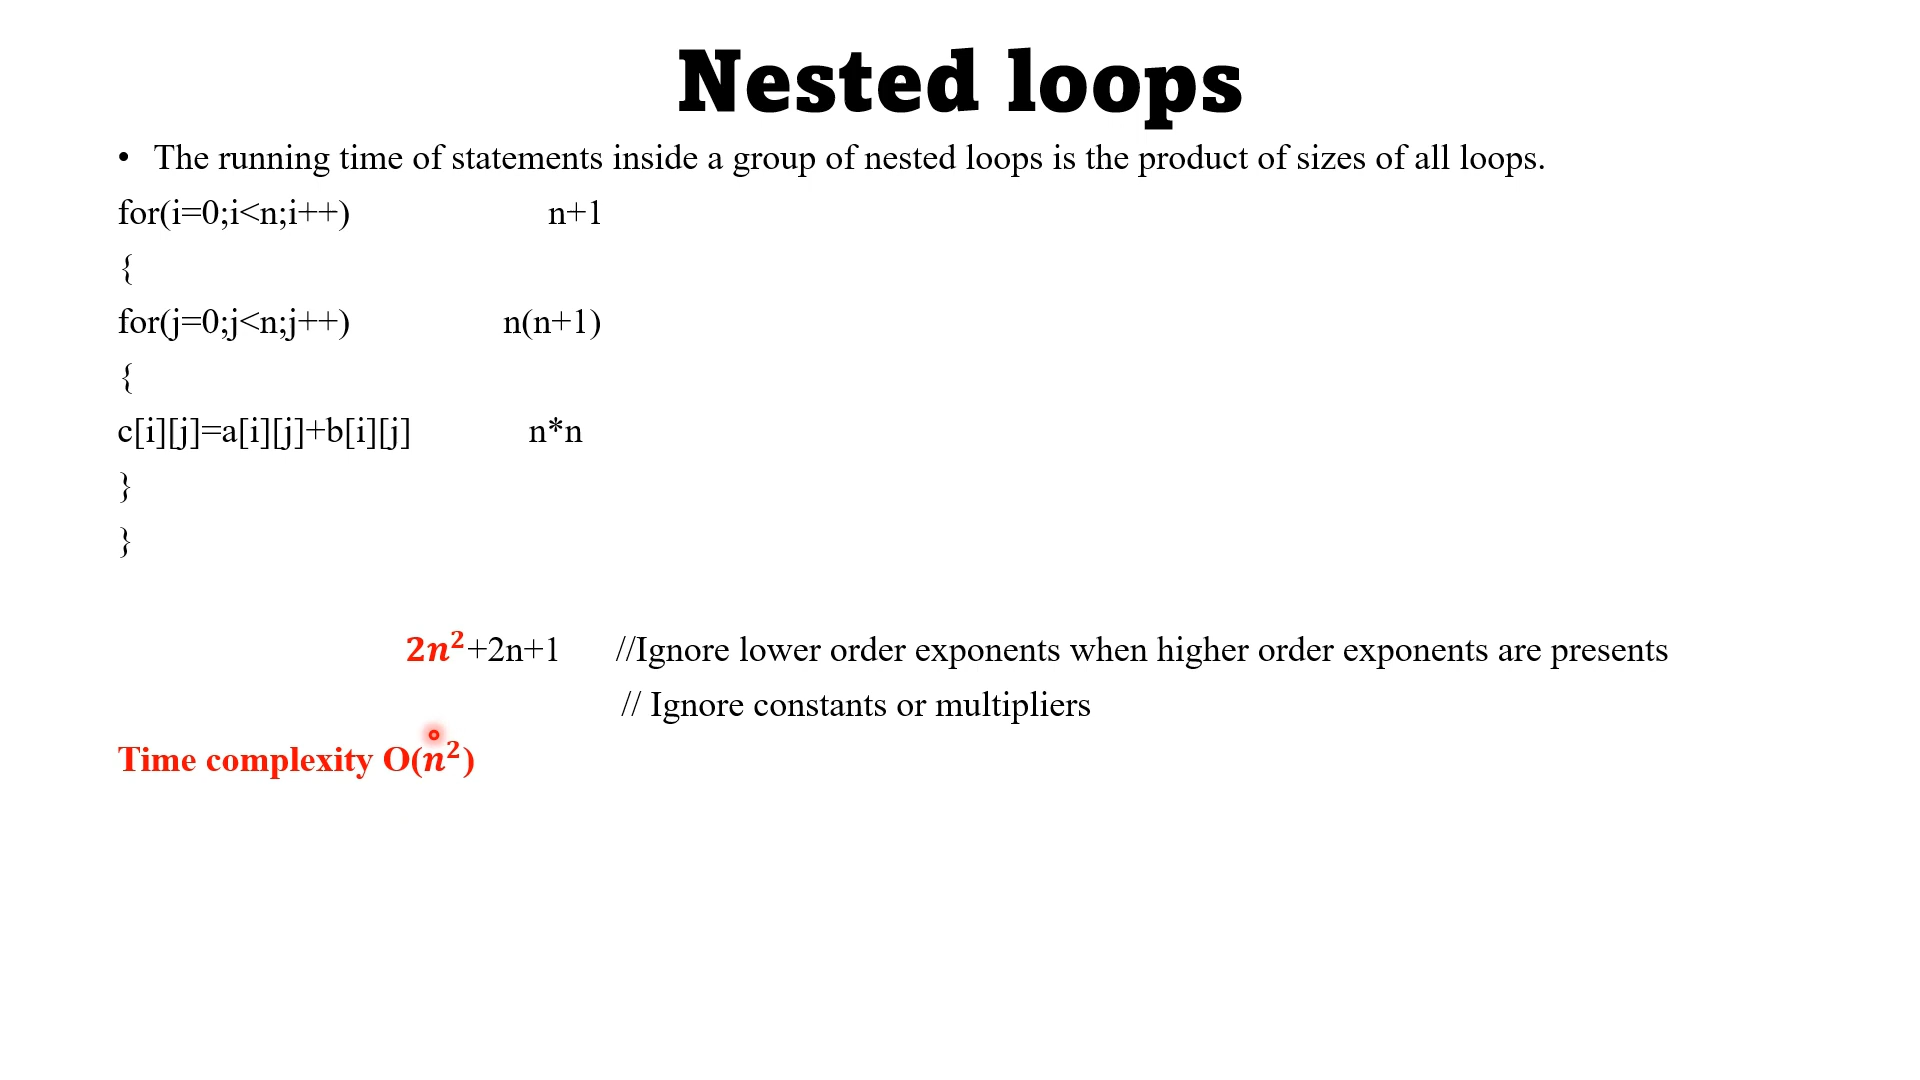 Nested loops
• The running time of statements inside a group of nested loops is the product of sizes of all loops.
for(i=0;i<n;i++) n+1
{
for(j=0;j<n;j++) n(n+1)
{
c[i][j]=a[i][j]+b[i][j] n*n
}
}
2n²+2n+1 //Ignore lower order exponents when higher order exponents are presents
// Ignore constants or multipliers
Time complexity O(n²)